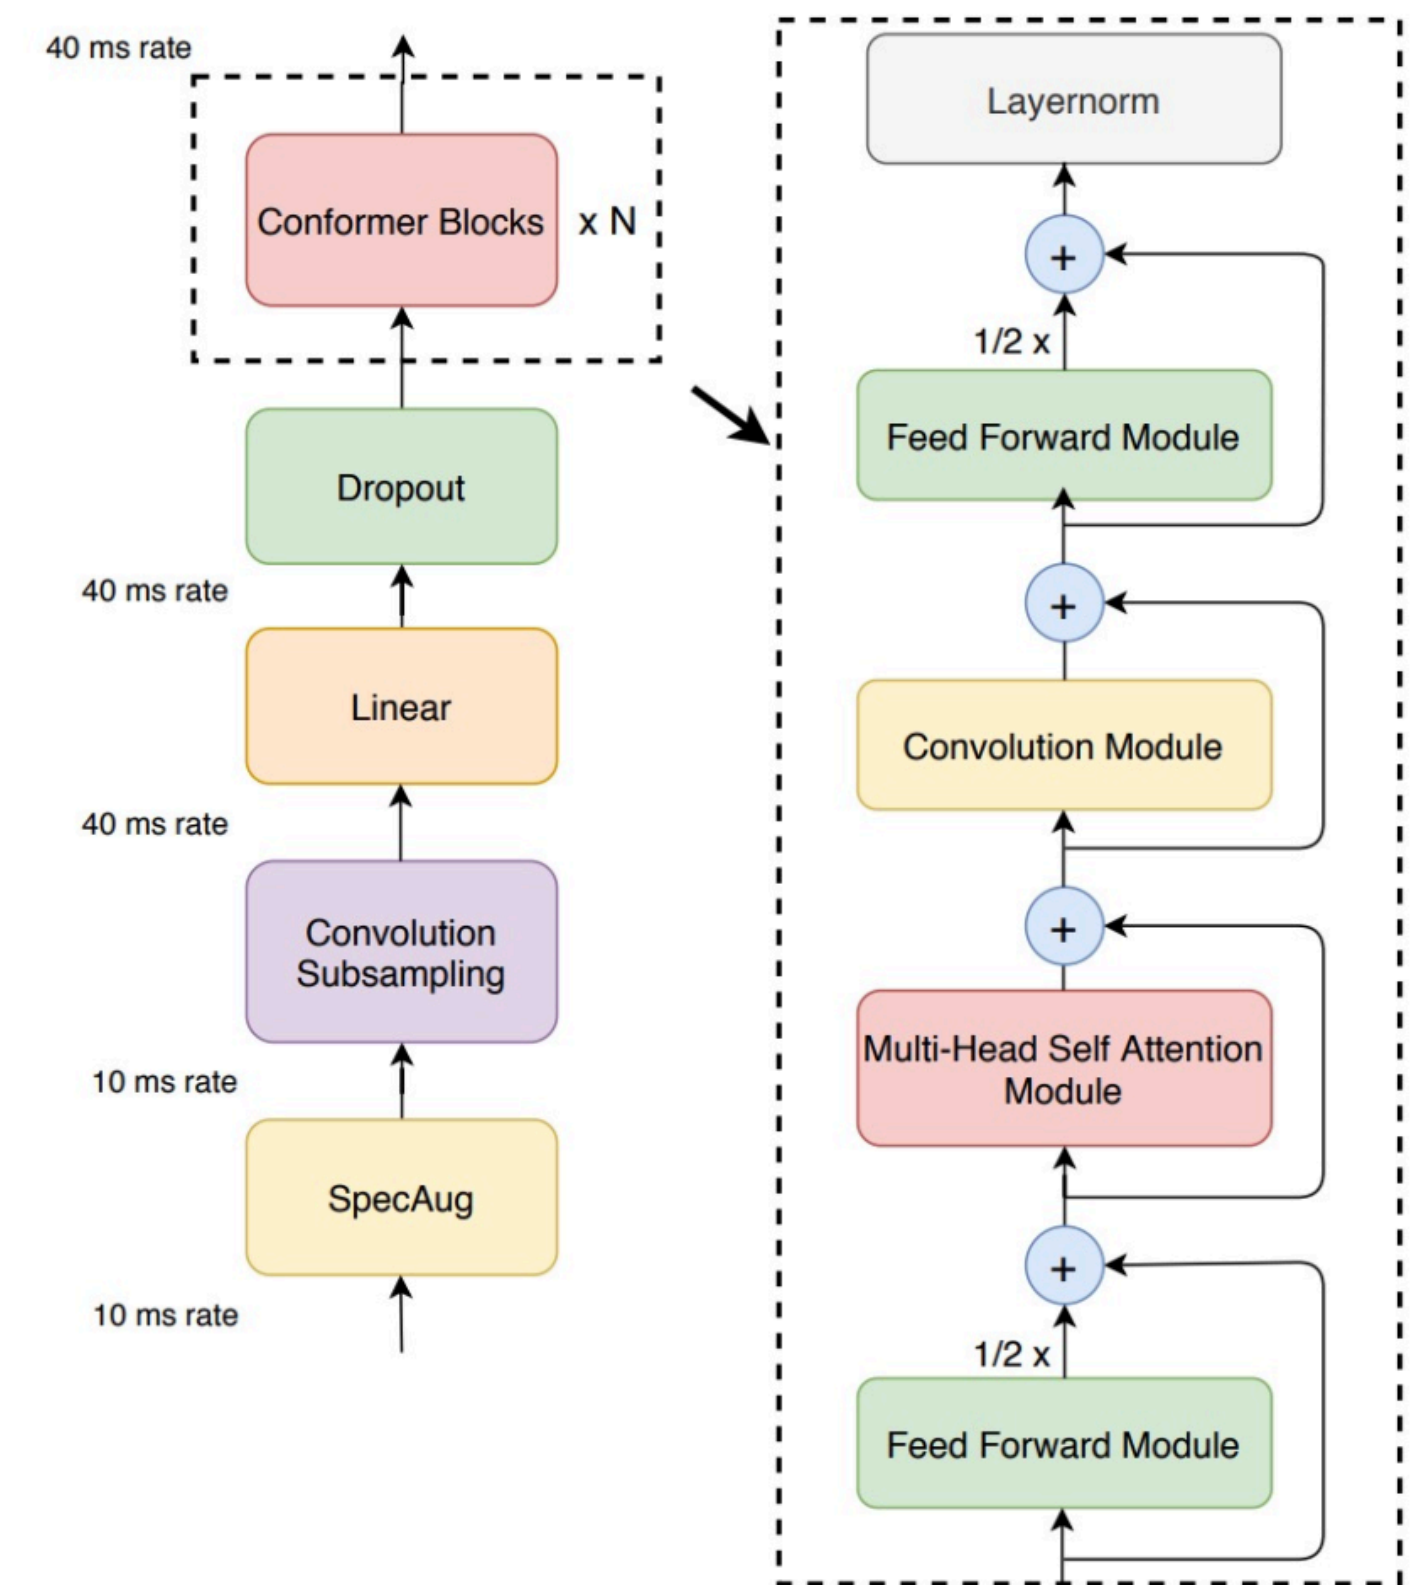 40 ms rate
Conformer Blocks
x N
Dropout
40 ms rate
Linear
40 ms rate
Convolution
Subsampling
10 ms rate
SpecAug
10 ms rate
Layernorm
+
1/2 x
Feed Forward Module
+
Convolution Module
+
Multi-Head Self Attention
Module
+
1/2 x
Feed Forward Module